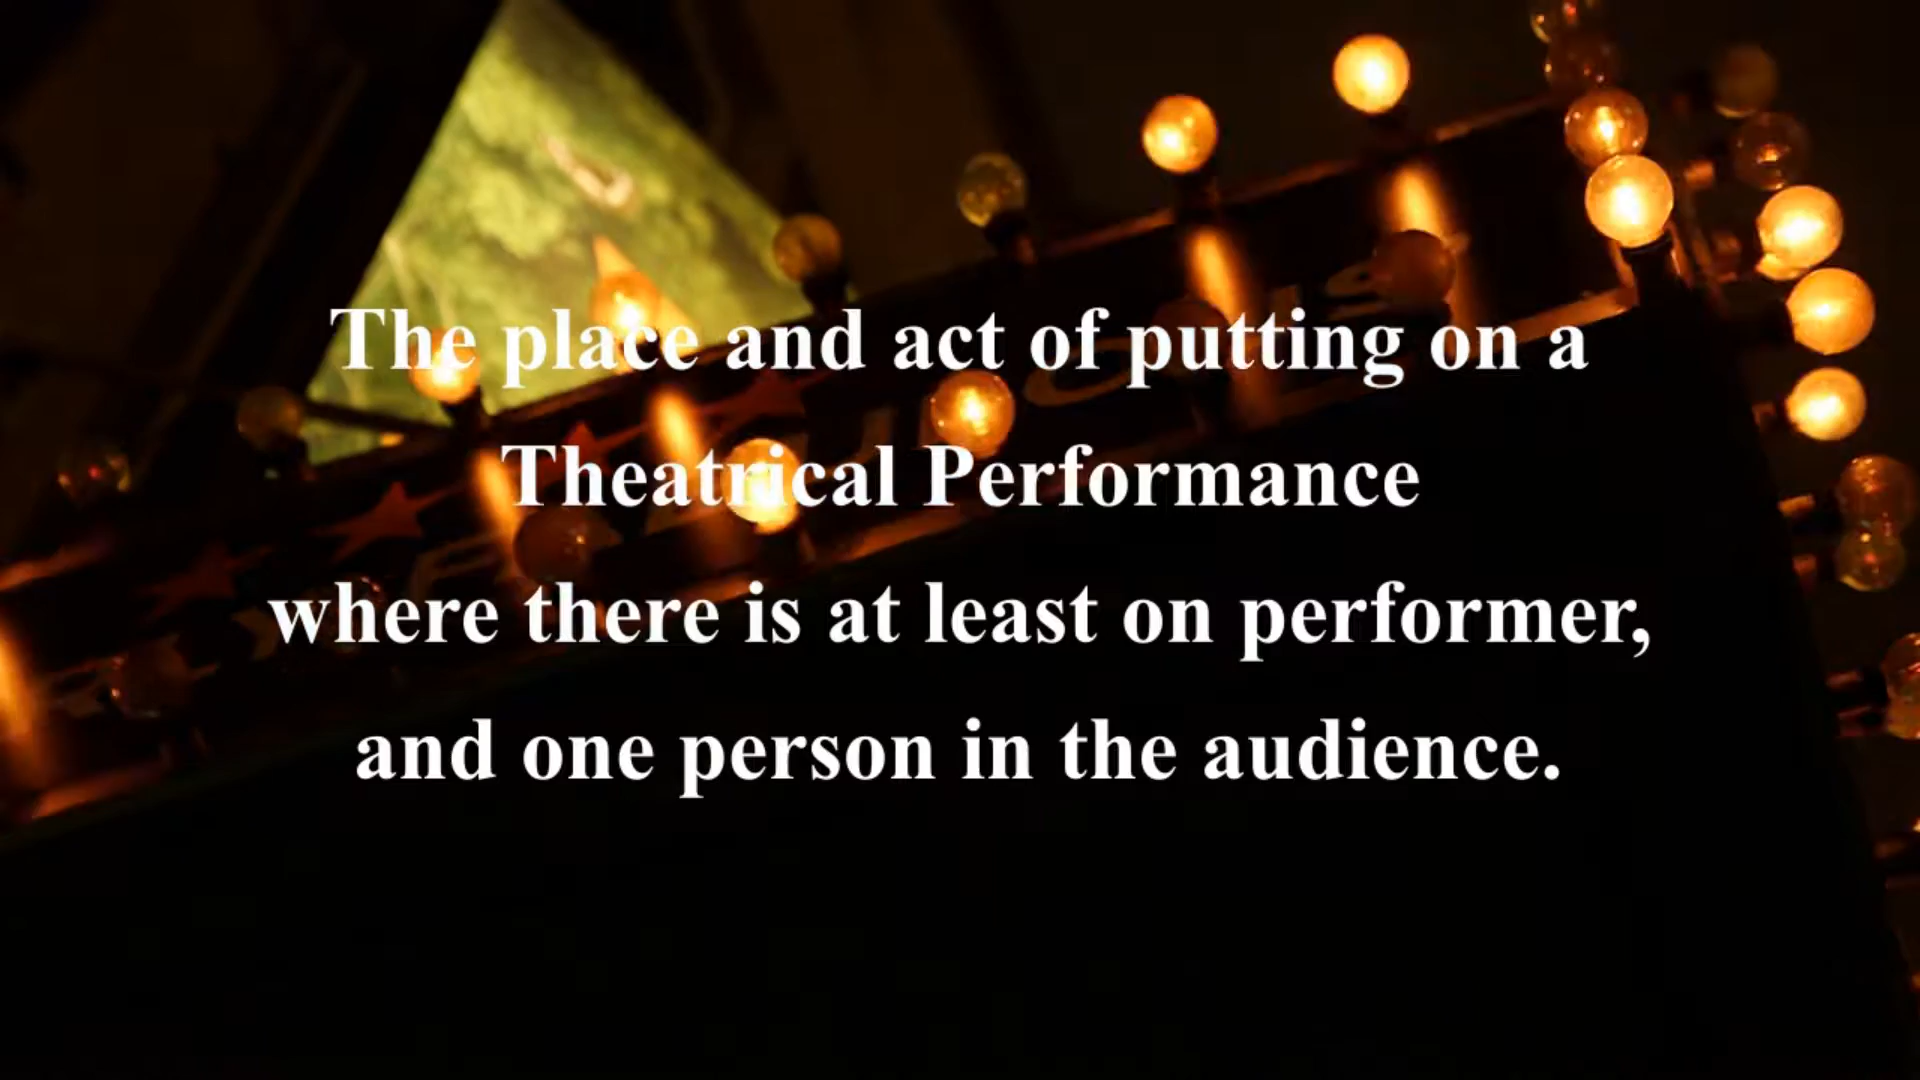 The place and act of putting on a
Theatrical Performance
where there is at least on performer,
and one person in the audience.